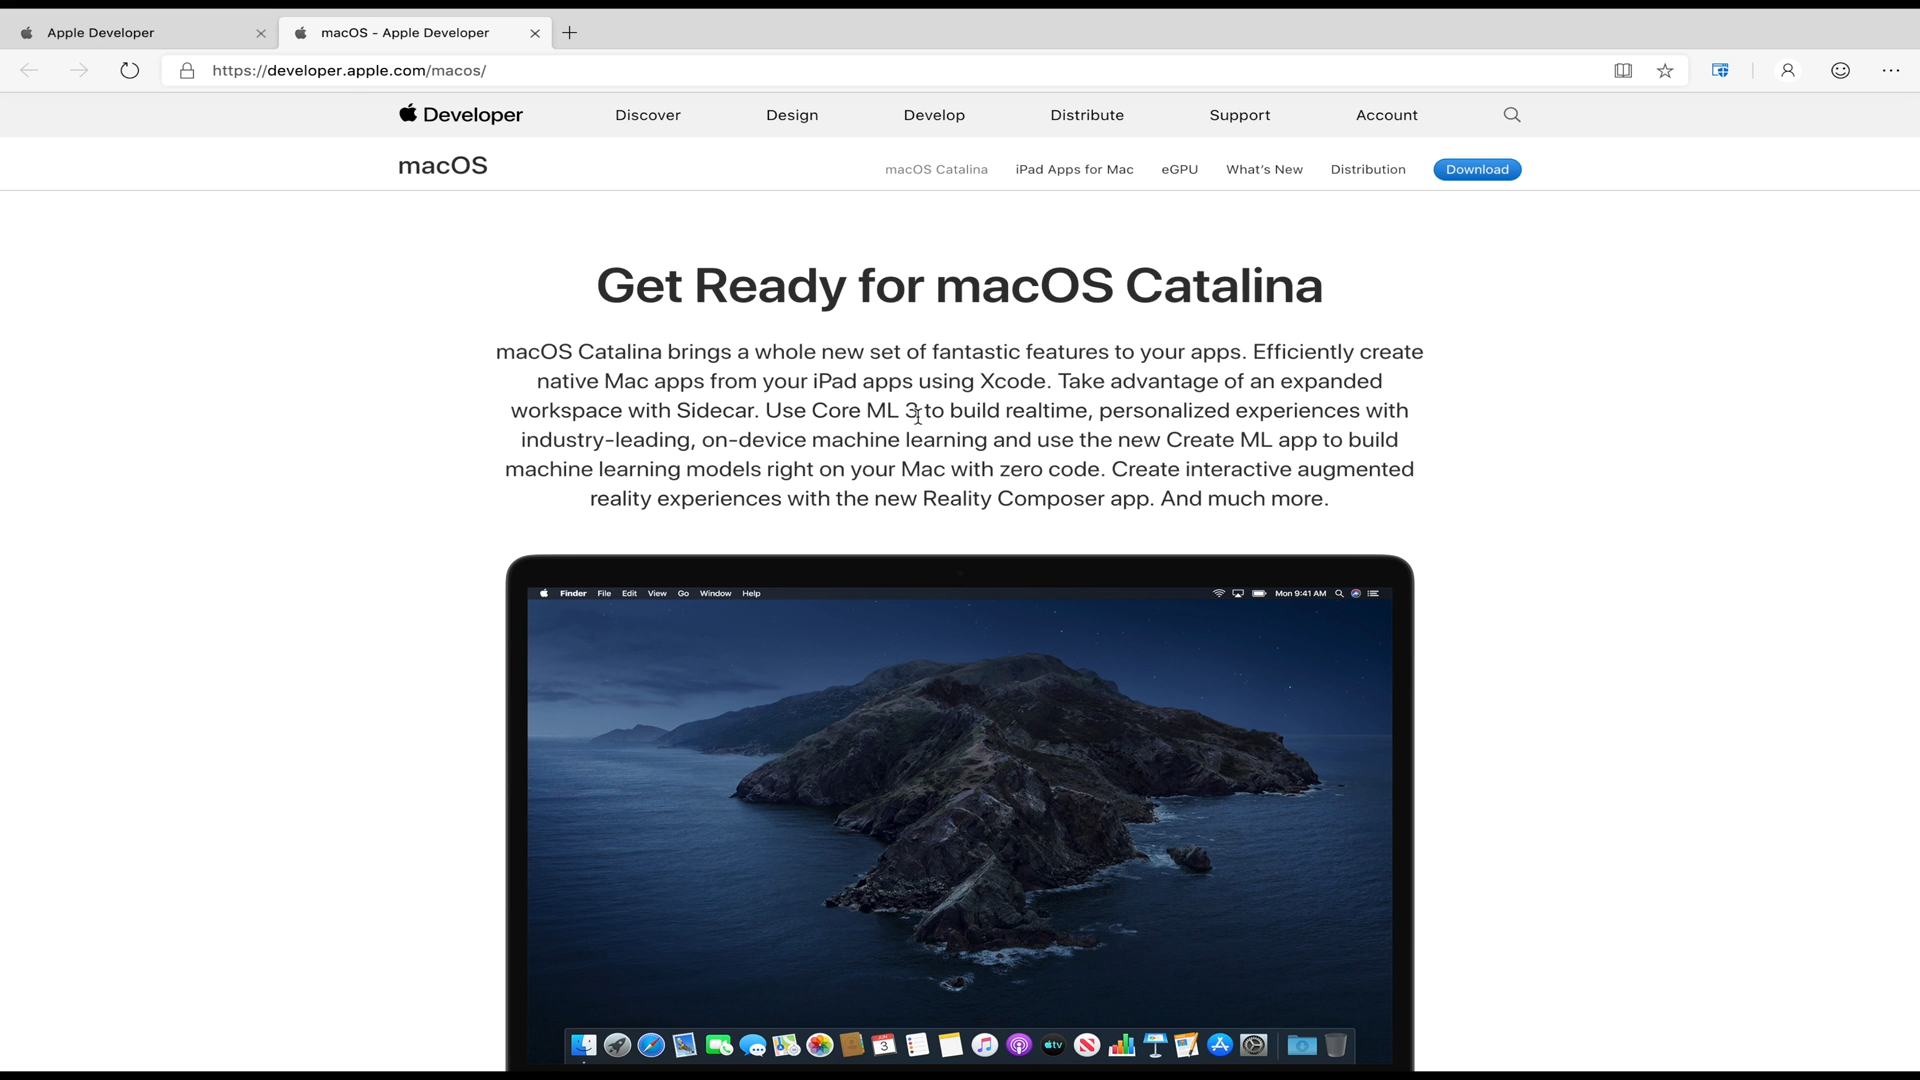 Apple Developer
macOS - Apple Developer
https://developer.apple.com/macos/
Developer
Discover
Design
Develop
Distribute
Support
Account
macOS
macOS Catalina
iPad Apps for Mac
eGPU
What's New
Distribution
Download
Get Ready for macOS Catalina
macOS Catalina brings a whole new set of fantastic features to your apps. Efficiently create
native Mac apps from your iPad apps using Xcode. Take advantage of an expanded
workspace with Sidecar. Use Core ML 3 to build realtime, personalized experiences with
industry-leading, on-device machine learning and use the new Create ML app to build
machine learning models right on your Mac with zero code. Create interactive augmented
reality experiences with the new Reality Composer app. And much more.
Finder File Edit View Go Window Help
Mon 9:41 AM
JUN
3
tv